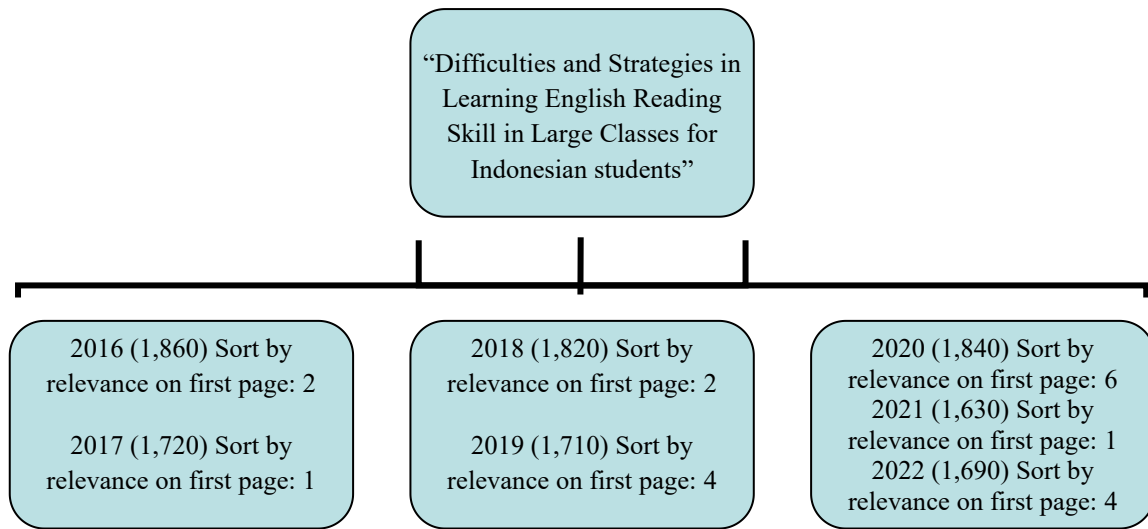 “Difficulties and Strategies in
Learning English Reading
Skill in Large Classes for
Indonesian students”
2016 (1,860) Sort by
relevance on first page: 2
2017 (1,720) Sort by
relevance on first page: 1
2018 (1,820) Sort by
relevance on first page: 2
2019 (1,710) Sort by
relevance on first page: 4
2020 (1,840) Sort by
relevance on first page: 6
2021 (1,630) Sort by
relevance on first page: 1
2022 (1,690) Sort by
relevance on first page: 4